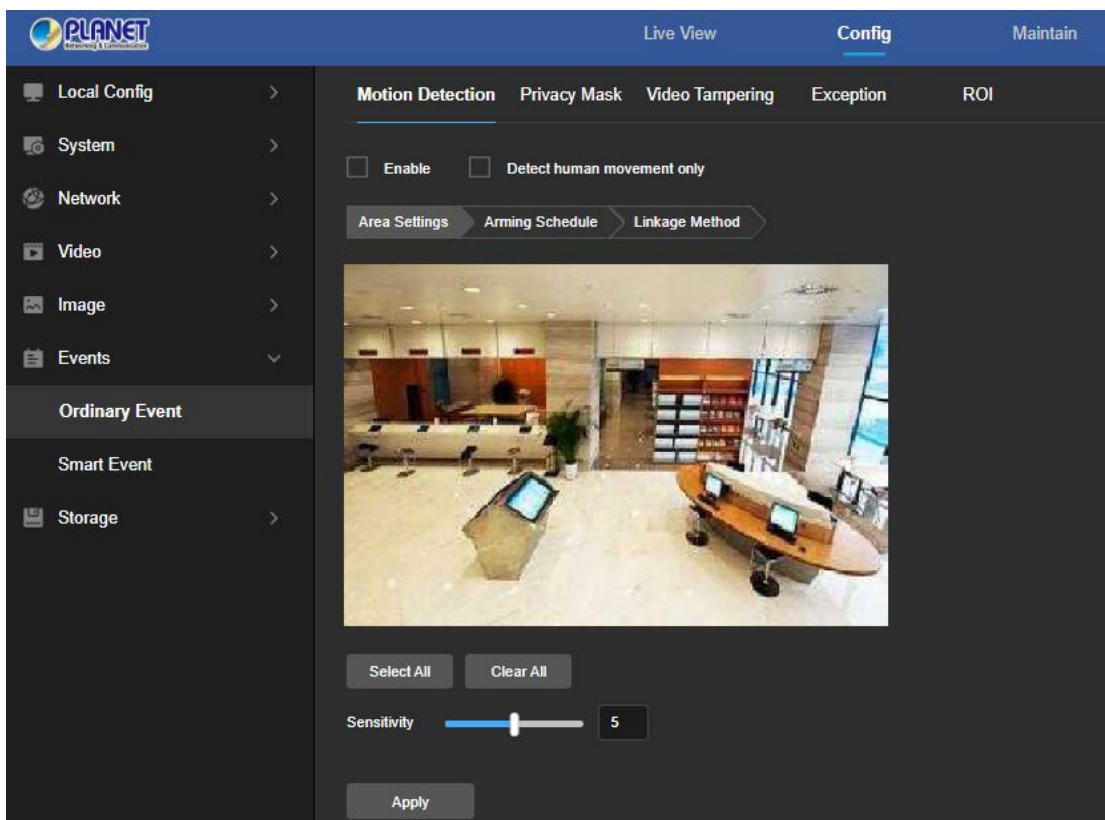 PLANET
Networking & Communication
Live View
Config
Maintain
Local Config
System
Network
Video
Image
Events
Ordinary Event
Smart Event
Storage
Motion Detection
Privacy Mask
Video Tampering
Exception
ROI
Enable
Detect human movement only
Area Settings
Arming Schedule
Linkage Method
Select All
Clear All
Sensitivity
5
Apply